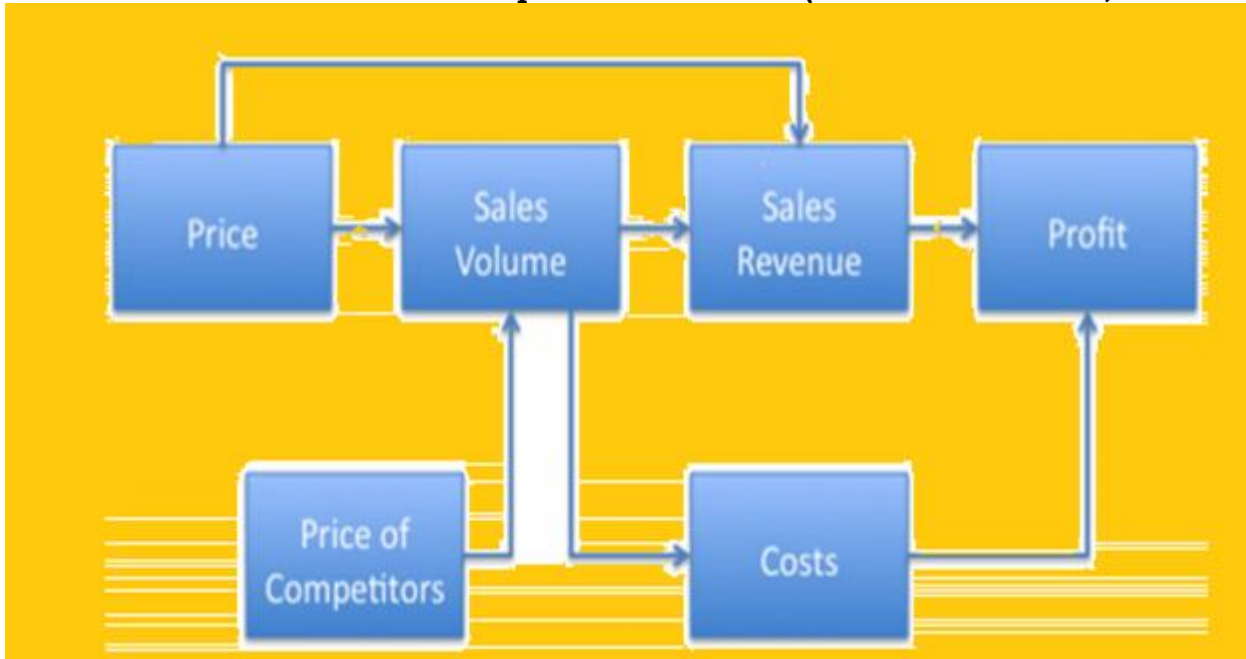 Price
Sales
Volume
Sales
Revenue
Profit
Price of
Competitors
Costs